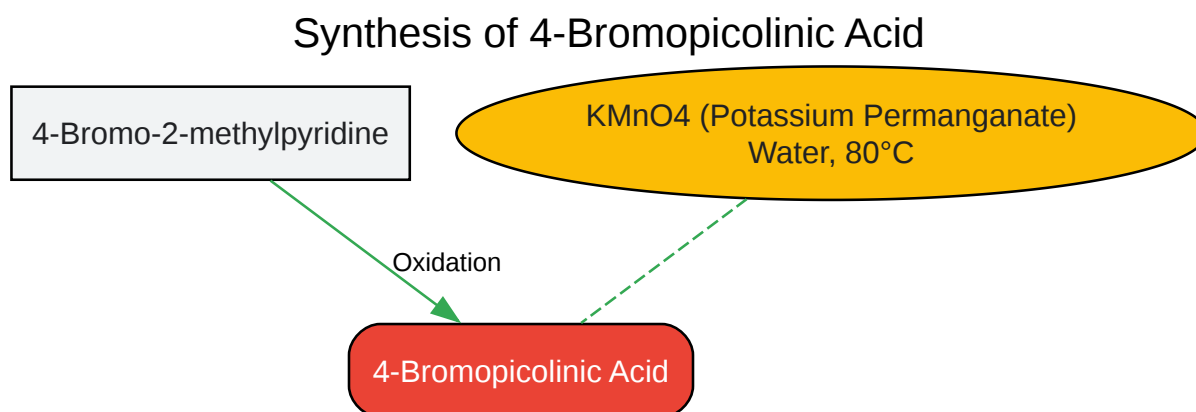 Synthesis of 4-Bromopicolinic Acid
4-Bromo-2-methylpyridine
KMnO4 (Potassium Permanganate)
Water, 80°C
Oxidation
4-Bromopicolinic Acid